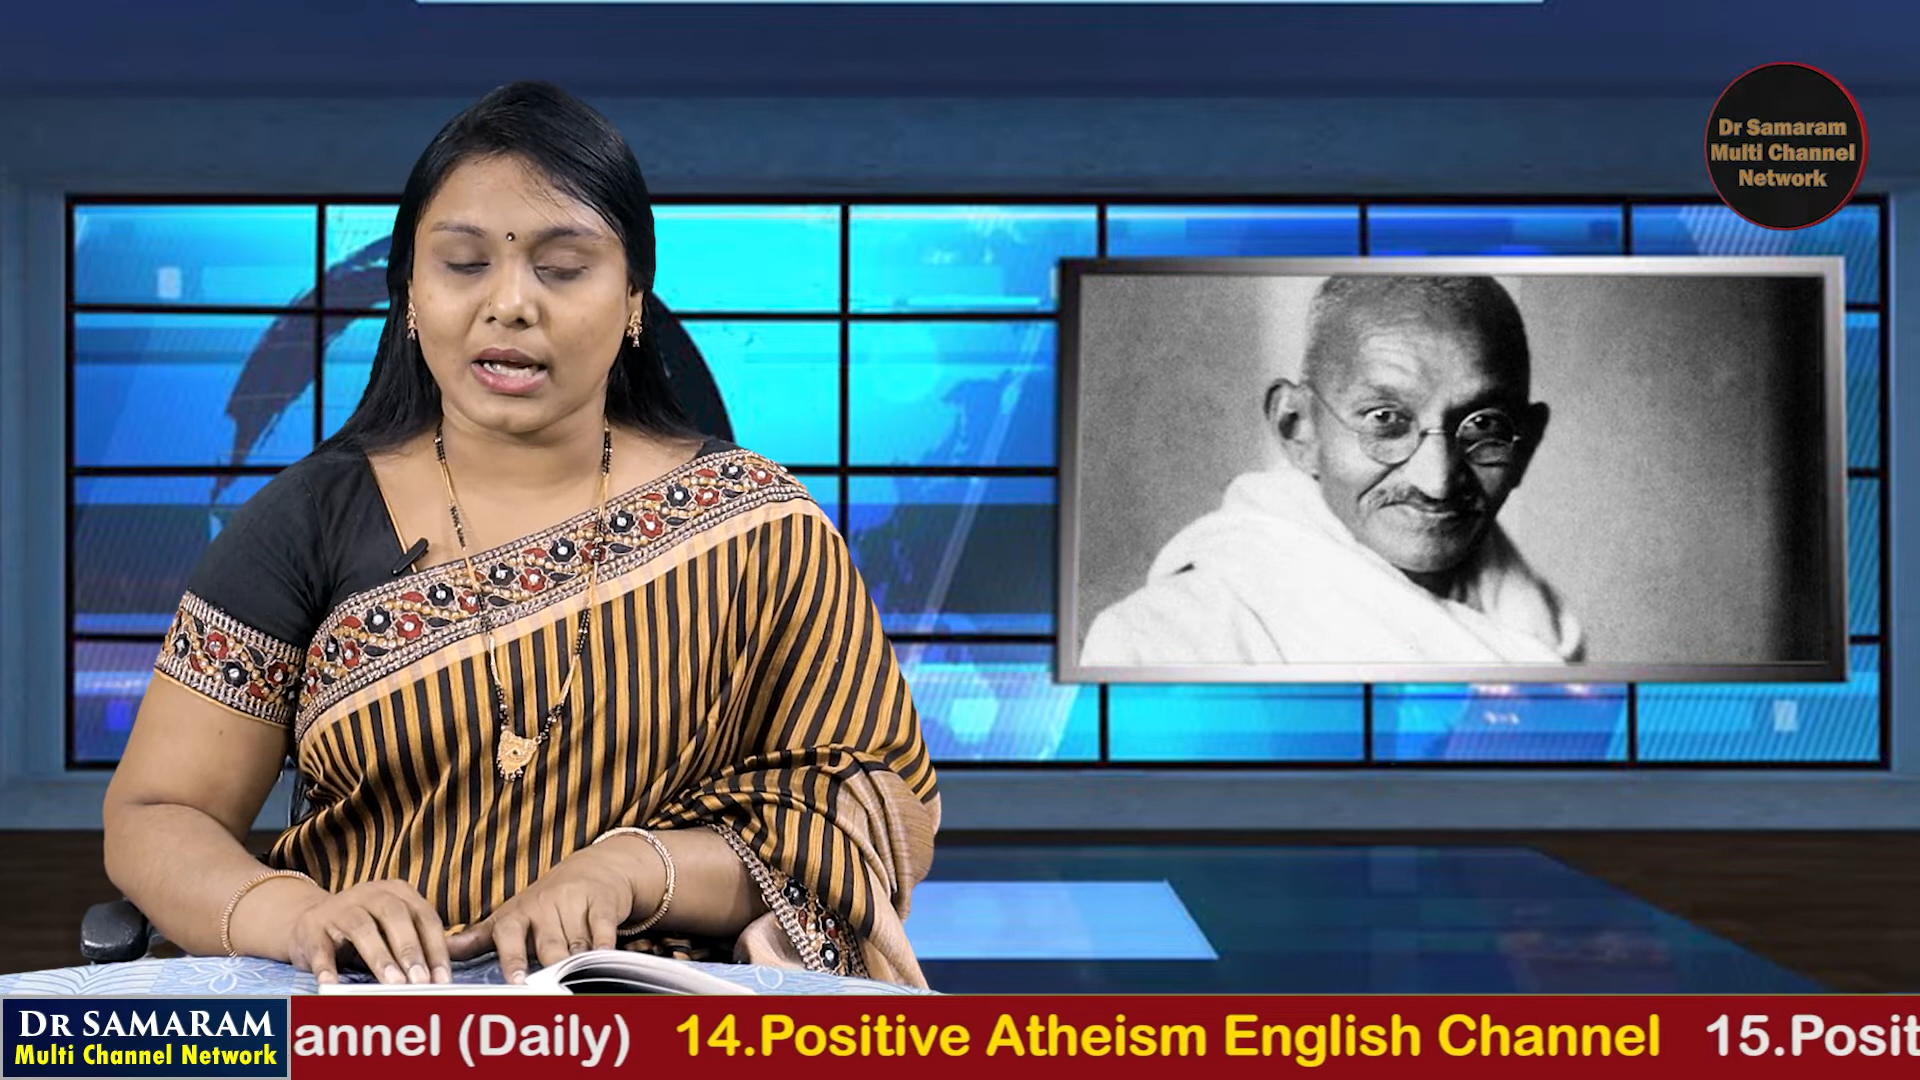 Dr Samaram
Multi Channel
Network
DR SAMARAM
Multi Channel Network
annel (Daily) 14.Positive Atheism English Channel 15.Posit